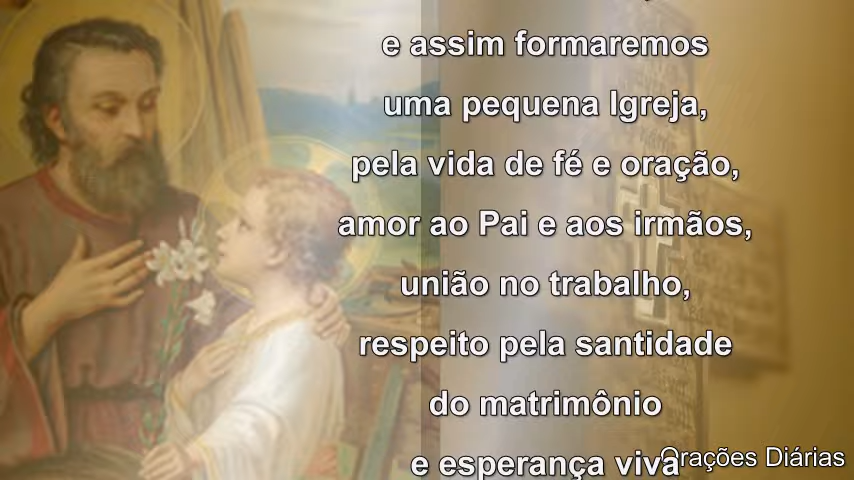 e assim formaremos
uma pequena Igreja,
pela vida de fé e oração,
amor ao Pai e aos irmãos,
união no trabalho,
respeito pela santidade
do matrimônio
e esperança viva
Orações Diárias